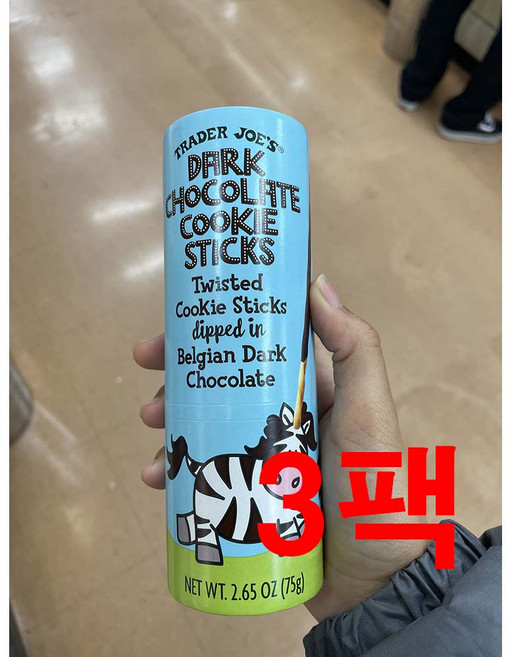 TRADER JOE'S®
DARK
CHOCOLATE
COOKIE
STICKS
Twisted
Cookie Sticks
dipped in
Belgian Dark
Chocolate
3팩
NET WT. 2.65 OZ (75g)